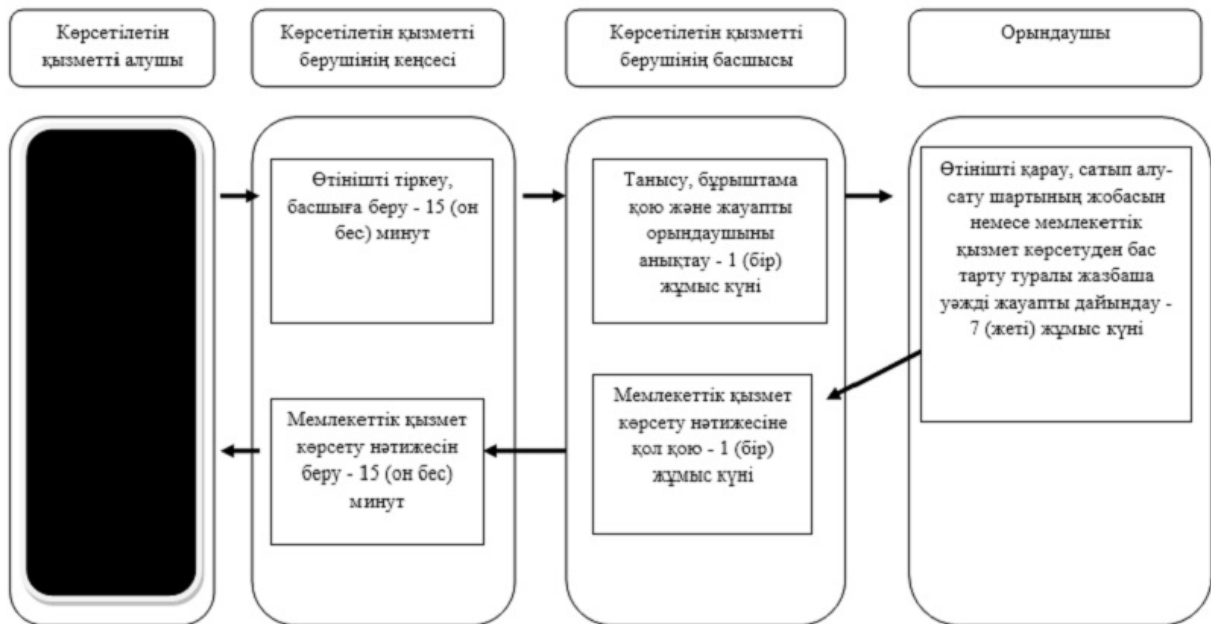 Көрсетілетін
қызметті алушы
Көрсетілетін қызметті
берушінің кеңсесі
Көрсетілетін қызметті
берушінің басшысы
Орындаушы
Өтінішті тіркеу,
басшыға беру - 15 (он
бес) минут
Танысу, бұрыштама
қою және жауапты
орындаушыны
анықтау - 1 (бір)
жұмыс күні
Өтінішті қарау, сатып алу-
сату шартының жобасын
немесе мемлекеттік
қызмет көрсетуден бас
тарту туралы жазбаша
уәжді жауапты дайындау -
7 (жеті) жұмыс күні
Мемлекеттік қызмет
көрсету нәтижесіне
қол қою - 1 (бір)
жұмыс күні
Мемлекеттік қызмет
көрсету нәтижесін
беру - 15 (он бес)
минут